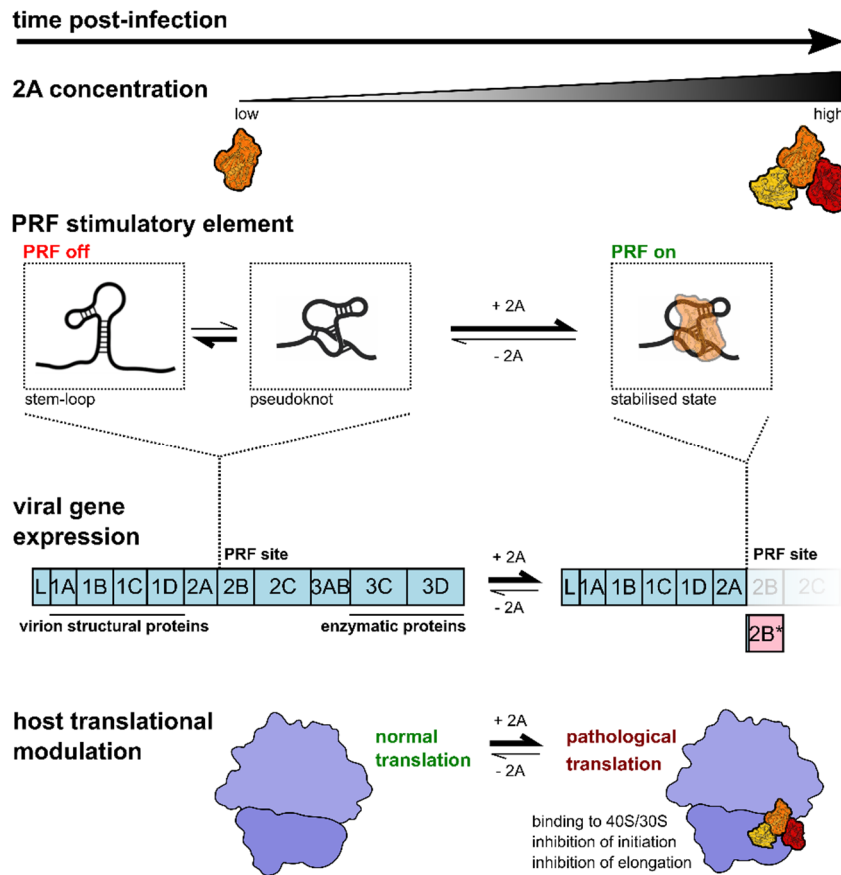 time post-infection
2A concentration
low
high
PRF stimulatory element
PRF off
PRF on
+ 2A
- 2A
stem-loop
pseudoknot
stabilised state
viral gene
expression
PRF site
+ 2A
- 2A
PRF site
L 1A 1B 1C 1D 2A 2B 2C 3AB 3C 3D
L 1A 1B 1C 1D 2A 2B 2C
virion structural proteins
enzymatic proteins
2B*
host translational
modulation
normal
translation
+ 2A
- 2A
pathological
translation
binding to 40S/30S
inhibition of initiation
inhibition of elongation